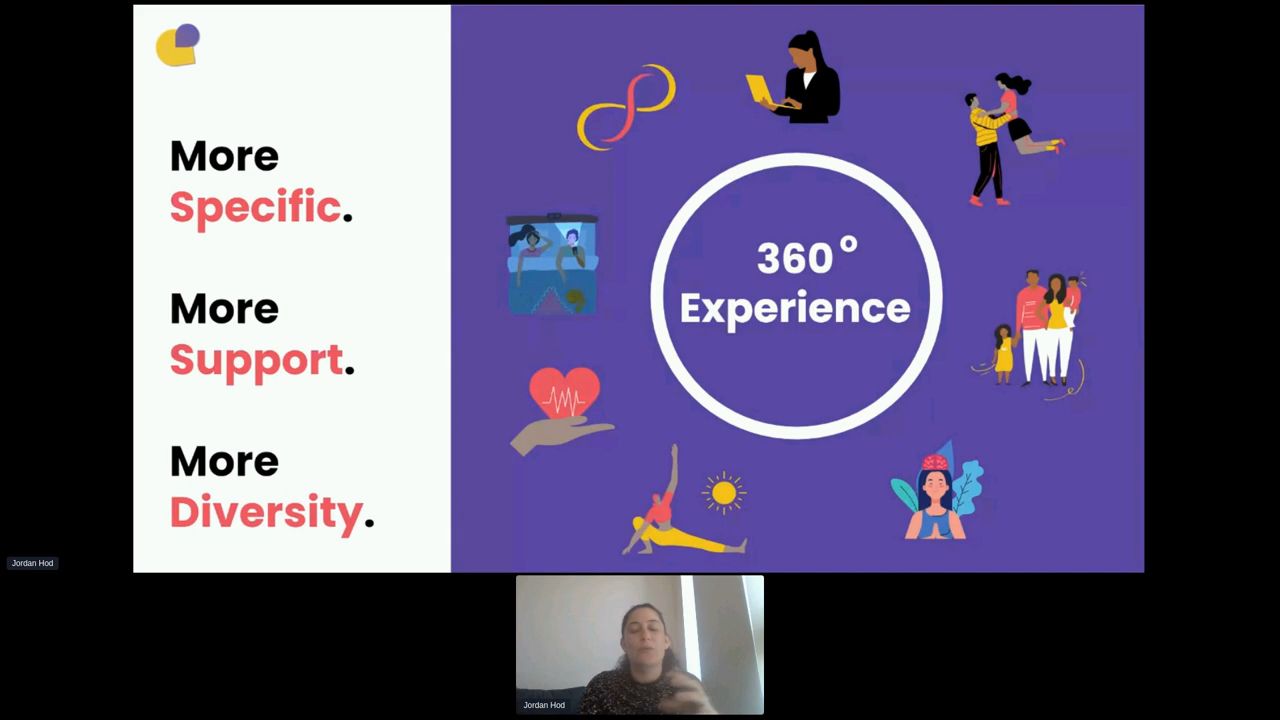 More
Specific.
More
Support.
More
Diversity.
360°
Experience
Jordan Hod
Jordan Hod